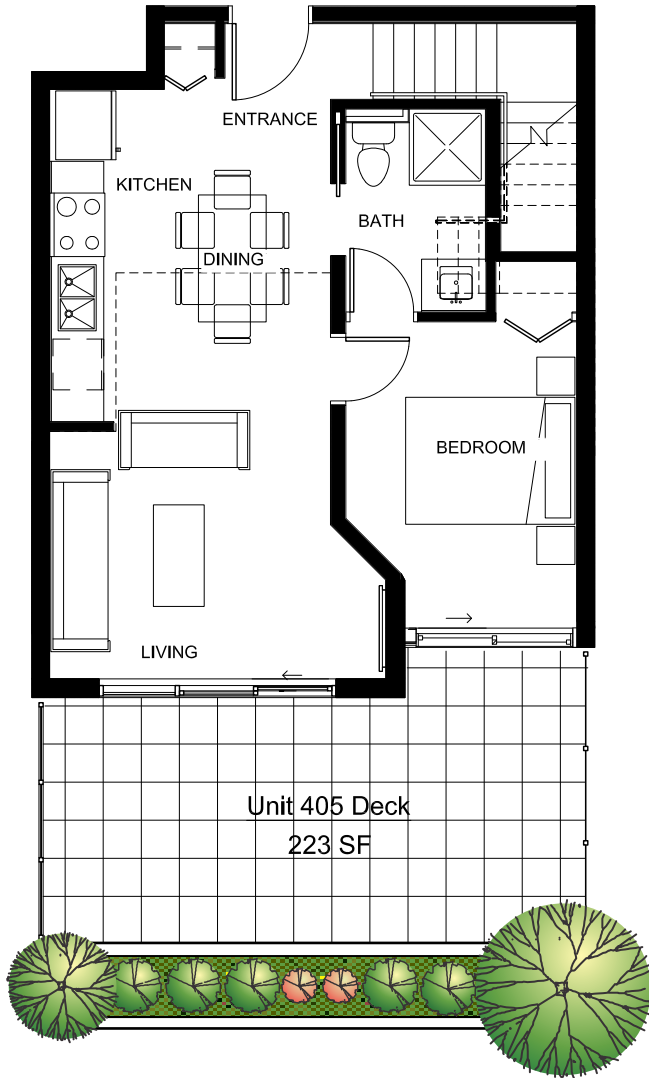 ENTRANCE
KITCHEN
BATH
DINING
BEDROOM
LIVING
Unit 405 Deck
223 SF